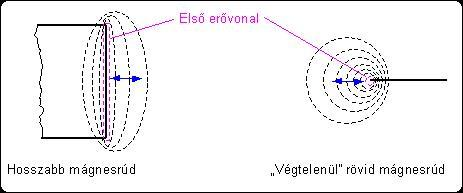 Első erővonal
Hosszabb mágnesrúd
„Végtelenül” rövid mágnesrúd